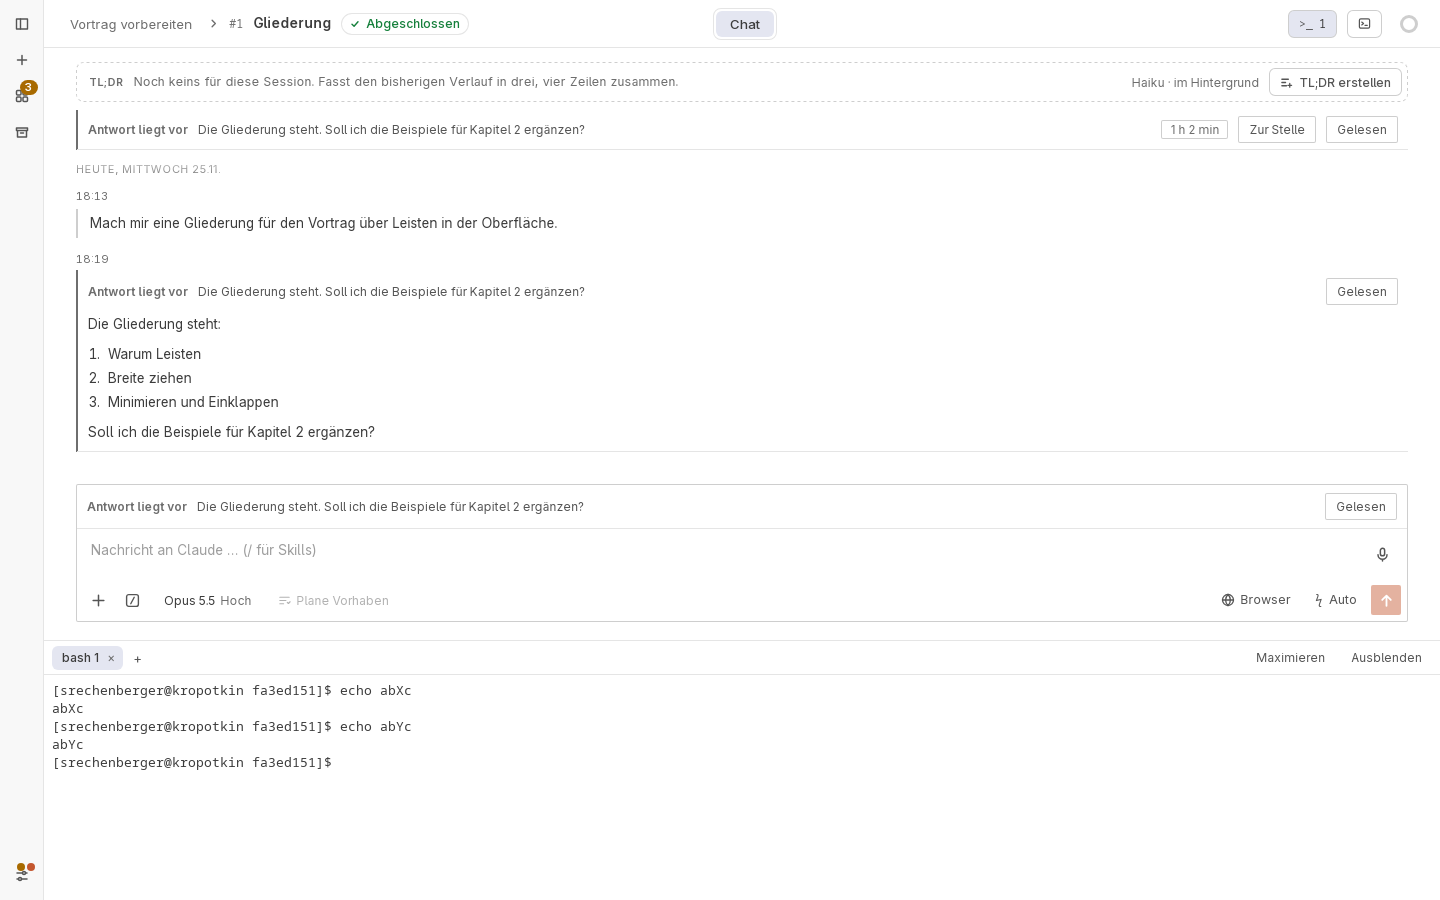 Vortrag vorbereiten > #1 Gliederung Abgeschlossen
Chat
>_ 1
3
TL;DR Noch keins für diese Session. Fasst den bisherigen Verlauf in drei, vier Zeilen zusammen. Haiku · im Hintergrund TL;DR erstellen
Antwort liegt vor Die Gliederung steht. Soll ich die Beispiele für Kapitel 2 ergänzen? 1 h 2 min Zur Stelle Gelesen
HEUTE, MITTWOCH 25.11.
18:13
Mach mir eine Gliederung für den Vortrag über Leisten in der Oberfläche.
18:19
Antwort liegt vor Die Gliederung steht. Soll ich die Beispiele für Kapitel 2 ergänzen? Gelesen
Die Gliederung steht:
1. Warum Leisten
2. Breite ziehen
3. Minimieren und Einklappen
Soll ich die Beispiele für Kapitel 2 ergänzen?
Antwort liegt vor Die Gliederung steht. Soll ich die Beispiele für Kapitel 2 ergänzen? Gelesen
Nachricht an Claude … (/ für Skills)
Opus 5.5 Hoch Plane Vorhaben Browser Auto
bash 1 × + Maximieren Ausblenden
[srechenberger@kropotkin fa3ed151]$ echo abXc
abXc
[srechenberger@kropotkin fa3ed151]$ echo abYc
abYc
[srechenberger@kropotkin fa3ed151]$